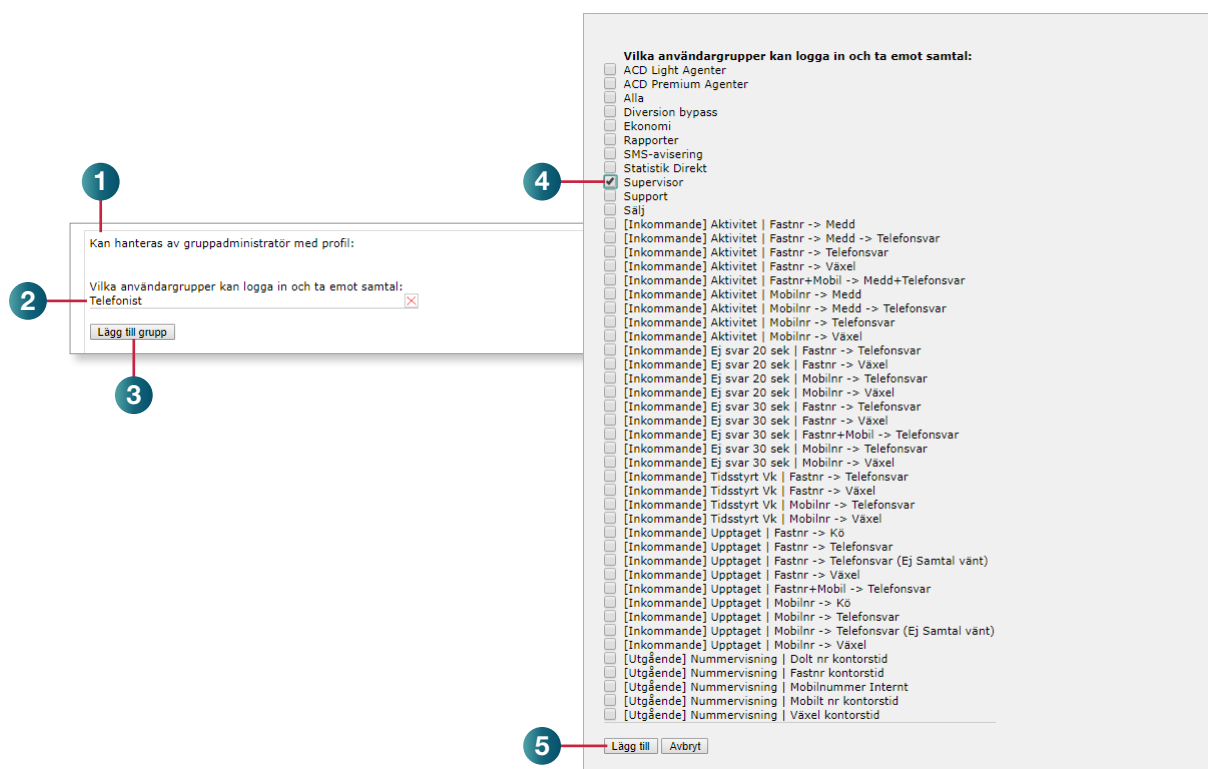 1
Kan hanteras av gruppadministratör med profil:
Vilka användargrupper kan logga in och ta emot samtal:
2
Telefonist
Lägg till grupp
3
Vilka användargrupper kan logga in och ta emot samtal:
ACD Light Agenter
ACD Premium Agenter
Alla
Diversion bypass
Ekonomi
Rapporter
SMS-avisering
Statistik Direkt
4
Supervisor
Support
Sälj
[Inkommande] Aktivitet | Fastnr -> Medd
[Inkommande] Aktivitet | Fastnr -> Medd -> Telefonsvar
[Inkommande] Aktivitet | Fastnr -> Telefonsvar
[Inkommande] Aktivitet | Fastnr -> Växel
[Inkommande] Aktivitet | Fastnr+Mobil -> Medd+Telefonsvar
[Inkommande] Aktivitet | Mobilnr -> Medd
[Inkommande] Aktivitet | Mobilnr -> Medd -> Telefonsvar
[Inkommande] Aktivitet | Mobilnr -> Telefonsvar
[Inkommande] Aktivitet | Mobilnr -> Växel
[Inkommande] Ej svar 20 sek | Fastnr -> Telefonsvar
[Inkommande] Ej svar 20 sek | Fastnr -> Växel
[Inkommande] Ej svar 20 sek | Mobilnr -> Telefonsvar
[Inkommande] Ej svar 20 sek | Mobilnr -> Växel
[Inkommande] Ej svar 30 sek | Fastnr -> Telefonsvar
[Inkommande] Ej svar 30 sek | Fastnr -> Växel
[Inkommande] Ej svar 30 sek | Fastnr+Mobil -> Telefonsvar
[Inkommande] Ej svar 30 sek | Mobilnr -> Telefonsvar
[Inkommande] Ej svar 30 sek | Mobilnr -> Växel
[Inkommande] Tidsstyrt Vk | Fastnr -> Telefonsvar
[Inkommande] Tidsstyrt Vk | Fastnr -> Växel
[Inkommande] Tidsstyrt Vk | Mobilnr -> Telefonsvar
[Inkommande] Tidsstyrt Vk | Mobilnr -> Växel
[Inkommande] Upptaget | Fastnr -> Kö
[Inkommande] Upptaget | Fastnr -> Telefonsvar
[Inkommande] Upptaget | Fastnr -> Telefonsvar (Ej Samtal vänt)
[Inkommande] Upptaget | Fastnr -> Växel
[Inkommande] Upptaget | Fastnr+Mobil -> Telefonsvar
[Inkommande] Upptaget | Mobilnr -> Kö
[Inkommande] Upptaget | Mobilnr -> Telefonsvar
[Inkommande] Upptaget | Mobilnr -> Telefonsvar (Ej Samtal vänt)
[Inkommande] Upptaget | Mobilnr -> Växel
[Utgående] Nummervisning | Dolt nr kontorstid
[Utgående] Nummervisning | Fastnr kontorstid
[Utgående] Nummervisning | Mobilnummer Internt
[Utgående] Nummervisning | Mobilt nr kontorstid
[Utgående] Nummervisning | Växel kontorstid
5
Lägg till Avbryt